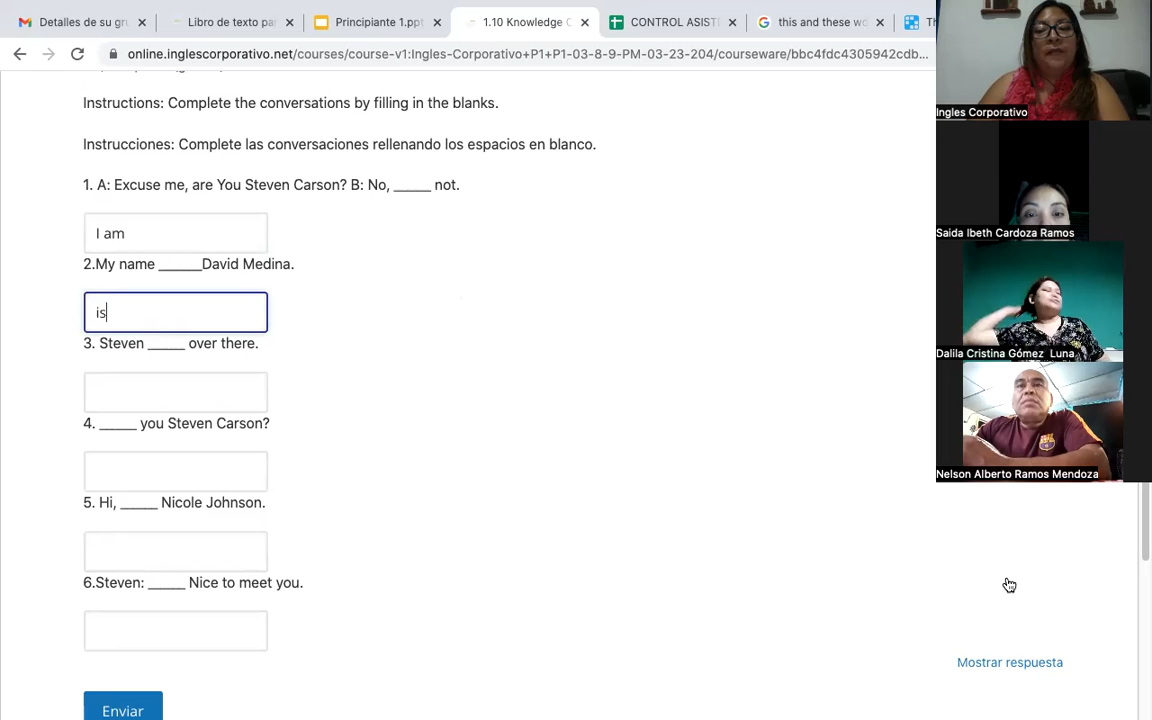 Detalles de su gr
Libro de texto par
Principiante 1.ppt
1.10 Knowledge C
CONTROL ASIST
this and these wo
Th
online.inglescorporativo.net/courses/course-v1:Ingles-Corporativo+P1+P1-03-8-9-PM-03-23-204/courseware/bbc4fdc4305942cdb...
Instructions: Complete the conversations by filling in the blanks.
Instrucciones: Complete las conversaciones rellenando los espacios en blanco.
1. A: Excuse me, are You Steven Carson? B: No, _____ not.
I am
2.My name ______David Medina.
is
3. Steven _____ over there.
4. _____ you Steven Carson?
5. Hi, _____ Nicole Johnson.
6.Steven: _____ Nice to meet you.
Mostrar respuesta
Enviar
Ingles Corporativo
Saida Ibeth Cardoza Ramos
Dalila Cristina Gómez Luna
Nelson Alberto Ramos Mendoza